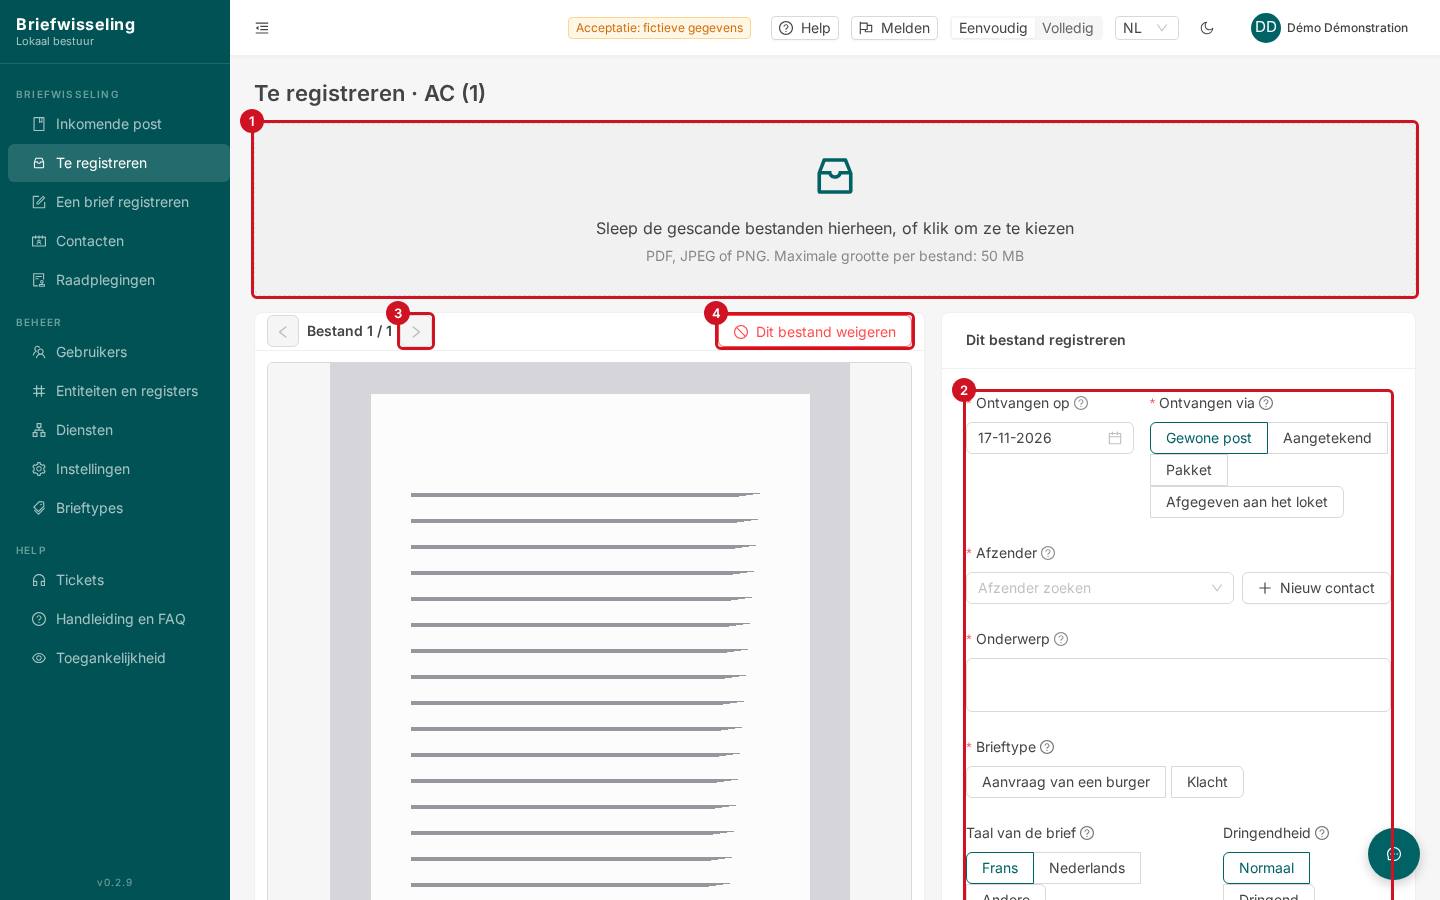 Briefwisseling
Lokaal bestuur
Acceptatie: fictieve gegevens
Help
Melden
Eenvoudig
Volledig
NL
DD
Démo Démonstration
BRIEFWISSELING
Inkomende post
Te registreren
Een brief registreren
Contacten
Raadplegingen
BEHEER
Gebruikers
Entiteiten en registers
Diensten
Instellingen
Brieftypes
HELP
Tickets
Handleiding en FAQ
Toegankelijkheid
v0.2.9
Te registreren · AC (1)
1
Sleep de gescande bestanden hierheen, of klik om ze te kiezen
PDF, JPEG of PNG. Maximale grootte per bestand: 50 MB
Bestand 1 / 1
3
4
Dit bestand weigeren
Dit bestand registreren
2
* Ontvangen op
* Ontvangen via
17-11-2026
Gewone post
Aangetekend
Pakket
Afgegeven aan het loket
* Afzender
Afzender zoeken
Nieuw contact
* Onderwerp
* Brieftype
Aanvraag van een burger
Klacht
Taal van de brief
Dringendheid
Frans
Nederlands
Normaal
Andere
Dringend